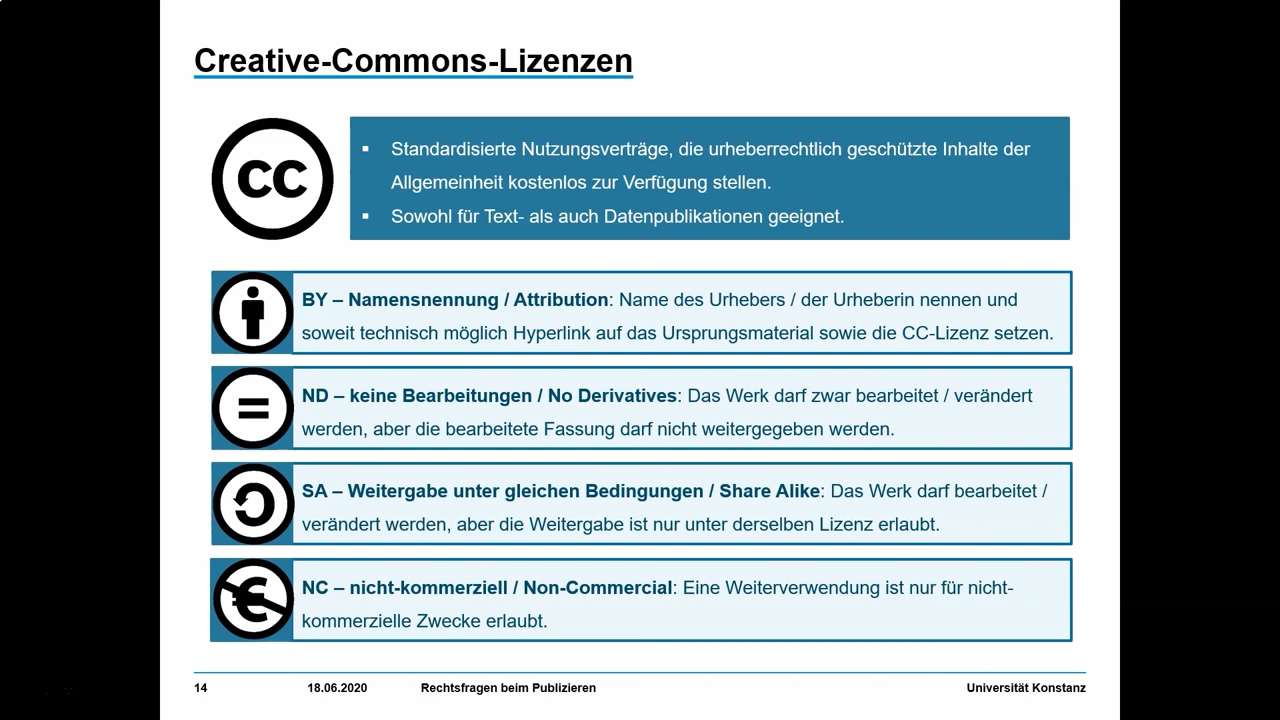 Creative-Commons-Lizenzen
cc
▪ Standardisierte Nutzungsverträge, die urheberrechtlich geschützte Inhalte der
Allgemeinheit kostenlos zur Verfügung stellen.
▪ Sowohl für Text- als auch Datenpublikationen geeignet.
BY – Namensnennung / Attribution: Name des Urhebers / der Urheberin nennen und
soweit technisch möglich Hyperlink auf das Ursprungsmaterial sowie die CC-Lizenz setzen.
=
ND – keine Bearbeitungen / No Derivatives: Das Werk darf zwar bearbeitet / verändert
werden, aber die bearbeitete Fassung darf nicht weitergegeben werden.
SA – Weitergabe unter gleichen Bedingungen / Share Alike: Das Werk darf bearbeitet /
verändert werden, aber die Weitergabe ist nur unter derselben Lizenz erlaubt.
€
NC – nicht-kommerziell / Non-Commercial: Eine Weiterverwendung ist nur für nicht-
kommerzielle Zwecke erlaubt.
14 18.06.2020 Rechtsfragen beim Publizieren Universität Konstanz